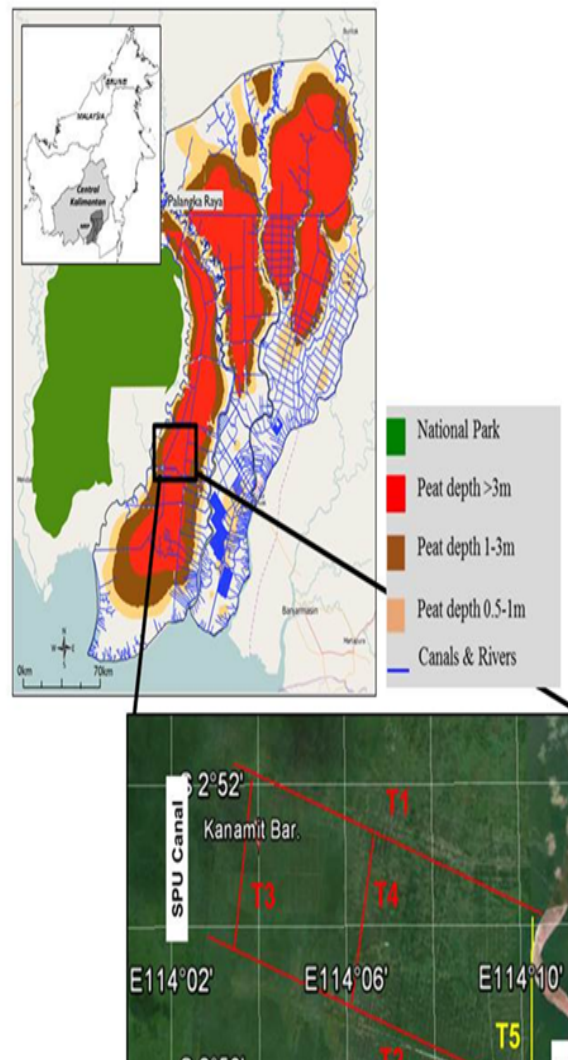 BRUNEI
MALAYSIA
Central
Kalimantan
Palangka Raya
National Park
Peat depth >3m
Peat depth 1-3m
Peat depth 0.5-1m
Canals & Rivers
Banjarmasin
Martapura
N
W E
S
0km 70km
S 2°52'
T1
Kanamit Bar.
SPU Canal
T3
T4
E114°02' E114°06' E114°10'
T5